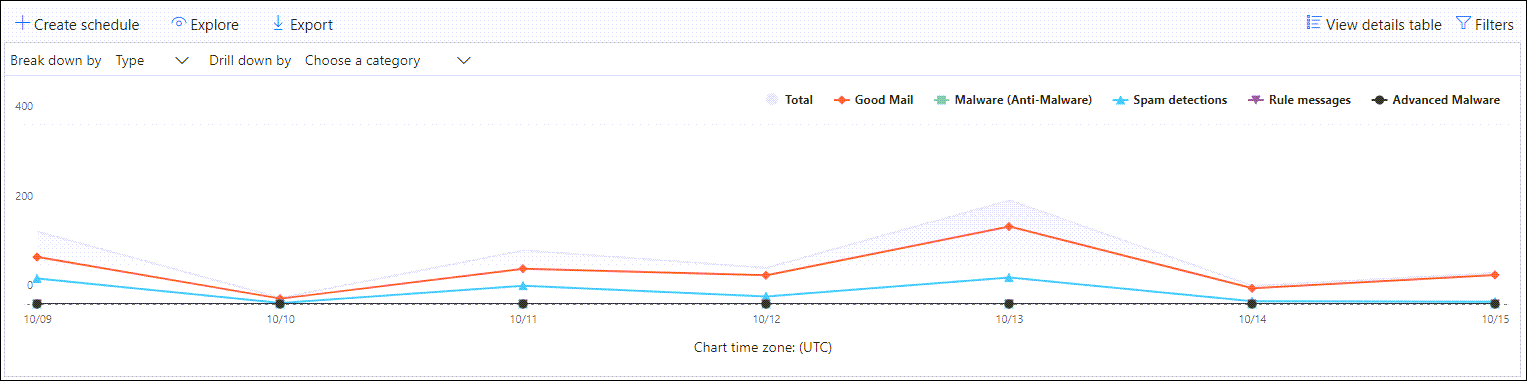 Create schedule Explore Export View details table Filters
Break down by Type Drill down by Choose a category
Total Good Mail Malware (Anti-Malware) Spam detections Rule messages Advanced Malware
400
200
0
10/09 10/10 10/11 10/12 10/13 10/14 10/15
Chart time zone: (UTC)